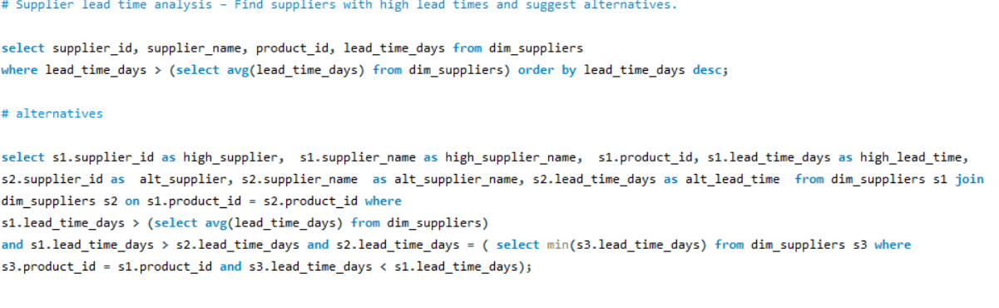 # Supplier lead time analysis – Find suppliers with high lead times and suggest alternatives.
select supplier_id, supplier_name, product_id, lead_time_days from dim_suppliers
where lead_time_days > (select avg(lead_time_days) from dim_suppliers) order by lead_time_days desc;
# alternatives
select s1.supplier_id as high_supplier,  s1.supplier_name as high_supplier_name,  s1.product_id, s1.lead_time_days as high_lead_time,
s2.supplier_id as  alt_supplier, s2.supplier_name  as alt_supplier_name, s2.lead_time_days as alt_lead_time  from dim_suppliers s1 join
dim_suppliers s2 on s1.product_id = s2.product_id where
s1.lead_time_days > (select avg(lead_time_days) from dim_suppliers)
and s1.lead_time_days > s2.lead_time_days and s2.lead_time_days = ( select min(s3.lead_time_days) from dim_suppliers s3 where
s3.product_id = s1.product_id and s3.lead_time_days < s1.lead_time_days);